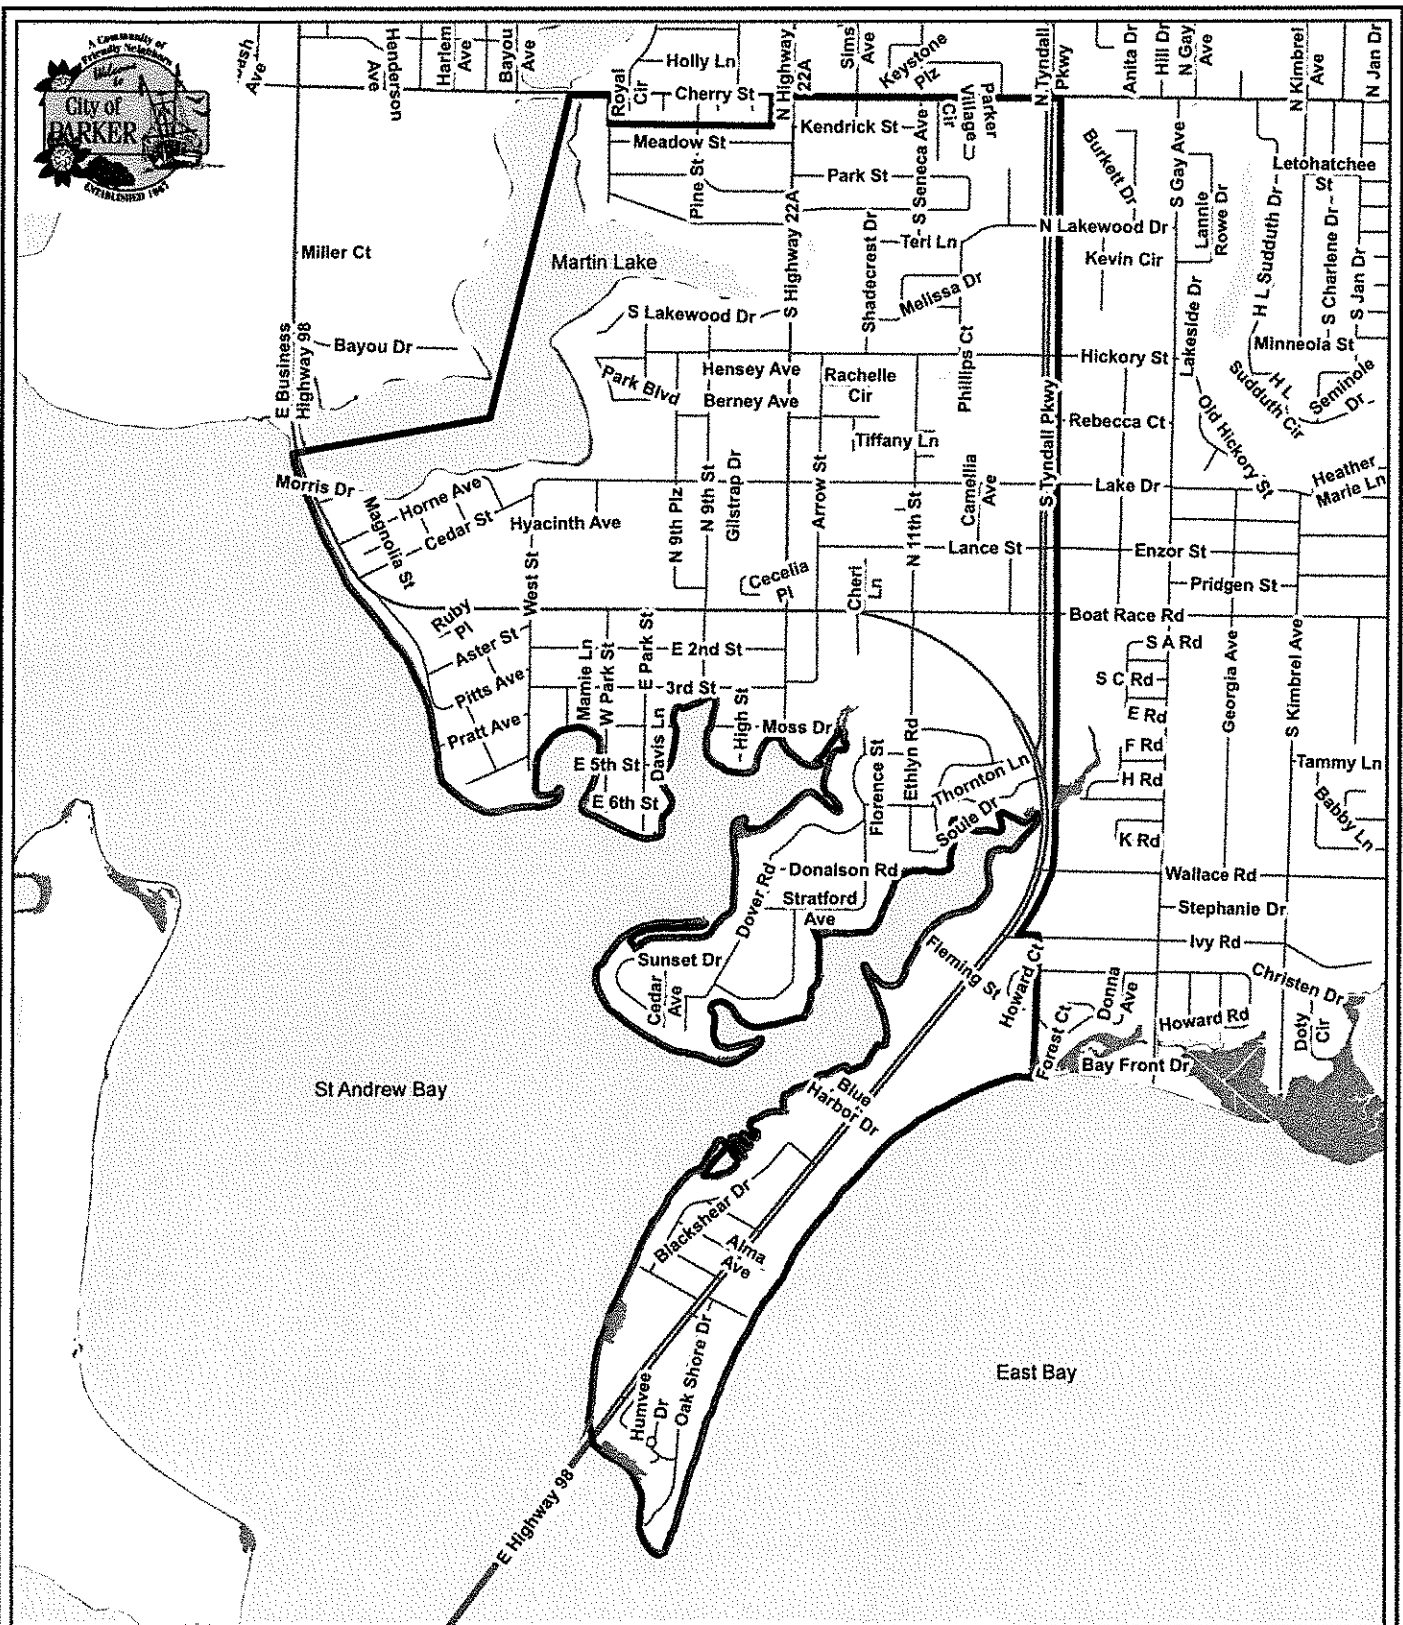 A Community of
Friendly Neighbors
Welcome
to
City of
PARKER
ESTABLISHED 1967
Ave
Henderson
Ave
Harlem
Ave
Bayou
Ave
Royal
Cir
Holly Ln
Cherry St
N Highway
22A
Sims
Ave
Keystone
Plz
Parker
Village
Cir
N Tyndall
Pkwy
Anita Dr
Hill Dr
N Gay
Ave
N Kimbrel
Ave
N Jan Dr
Kendrick St
Meadow St
Pine St
Park St
S Seneca Ave
S Highway 22A
Shadecrest Dr
Teri Ln
Melissa Dr
N Lakewood Dr
Burkett Dr
S Gay Ave
Lannie
Rowe Dr
Letohatchee
St
H L Sudduth Dr
S Charlene Dr
S Jan Dr
Kevin Cir
Miller Ct
Martin Lake
E Business
Highway 98
Bayou Dr
S Lakewood Dr
Hensey Ave
Park Blvd
Berney Ave
Rachelle
Cir
Phillips Ct
Hickory St
Lakeside Dr
Minneola St
H L
Sudduth Cir
Seminole
Dr
S Tyndall Pkwy
Rebecca Ct
Old Hickory St
Tiffany Ln
Heather
Marie Ln
Morris Dr
Magnolia St
Horne Ave
Cedar St
Hyacinth Ave
N 9th Plz
N 9th St
Gilstrap Dr
Arrow St
N 11th St
Camellia
Ave
Lake Dr
Lance St
Enzor St
Pridgen St
West St
Cecelia
Pl
Cheri
Ln
Ruby
Pl
Boat Race Rd
Aster St
Mamie Ln
W Park St
E Park St
E 2nd St
S A Rd
Georgia Ave
S Kimbrel Ave
Pitts Ave
3rd St
S C Rd
Pratt Ave
Davis Ln
High St
Moss Dr
E Rd
F Rd
E 5th St
Florence St
Ethlyn Rd
Thornton Ln
H Rd
Tammy Ln
E 6th St
Soule Dr
Babby Ln
K Rd
Dover Rd
Donalson Rd
Wallace Rd
Stratford
Ave
Stephanie Dr
Fleming St
Ivy Rd
Sunset Dr
Cedar
Ave
Howard Ct
Donna
Ave
Christen Dr
Forest Ct
Howard Rd
Doty
Cir
Bay Front Dr
St Andrew Bay
Blue
Harbor Dr
Blackshear Dr
Alma
Ave
Oak Shore Dr
Humvee
Dr
East Bay
E Highway 98